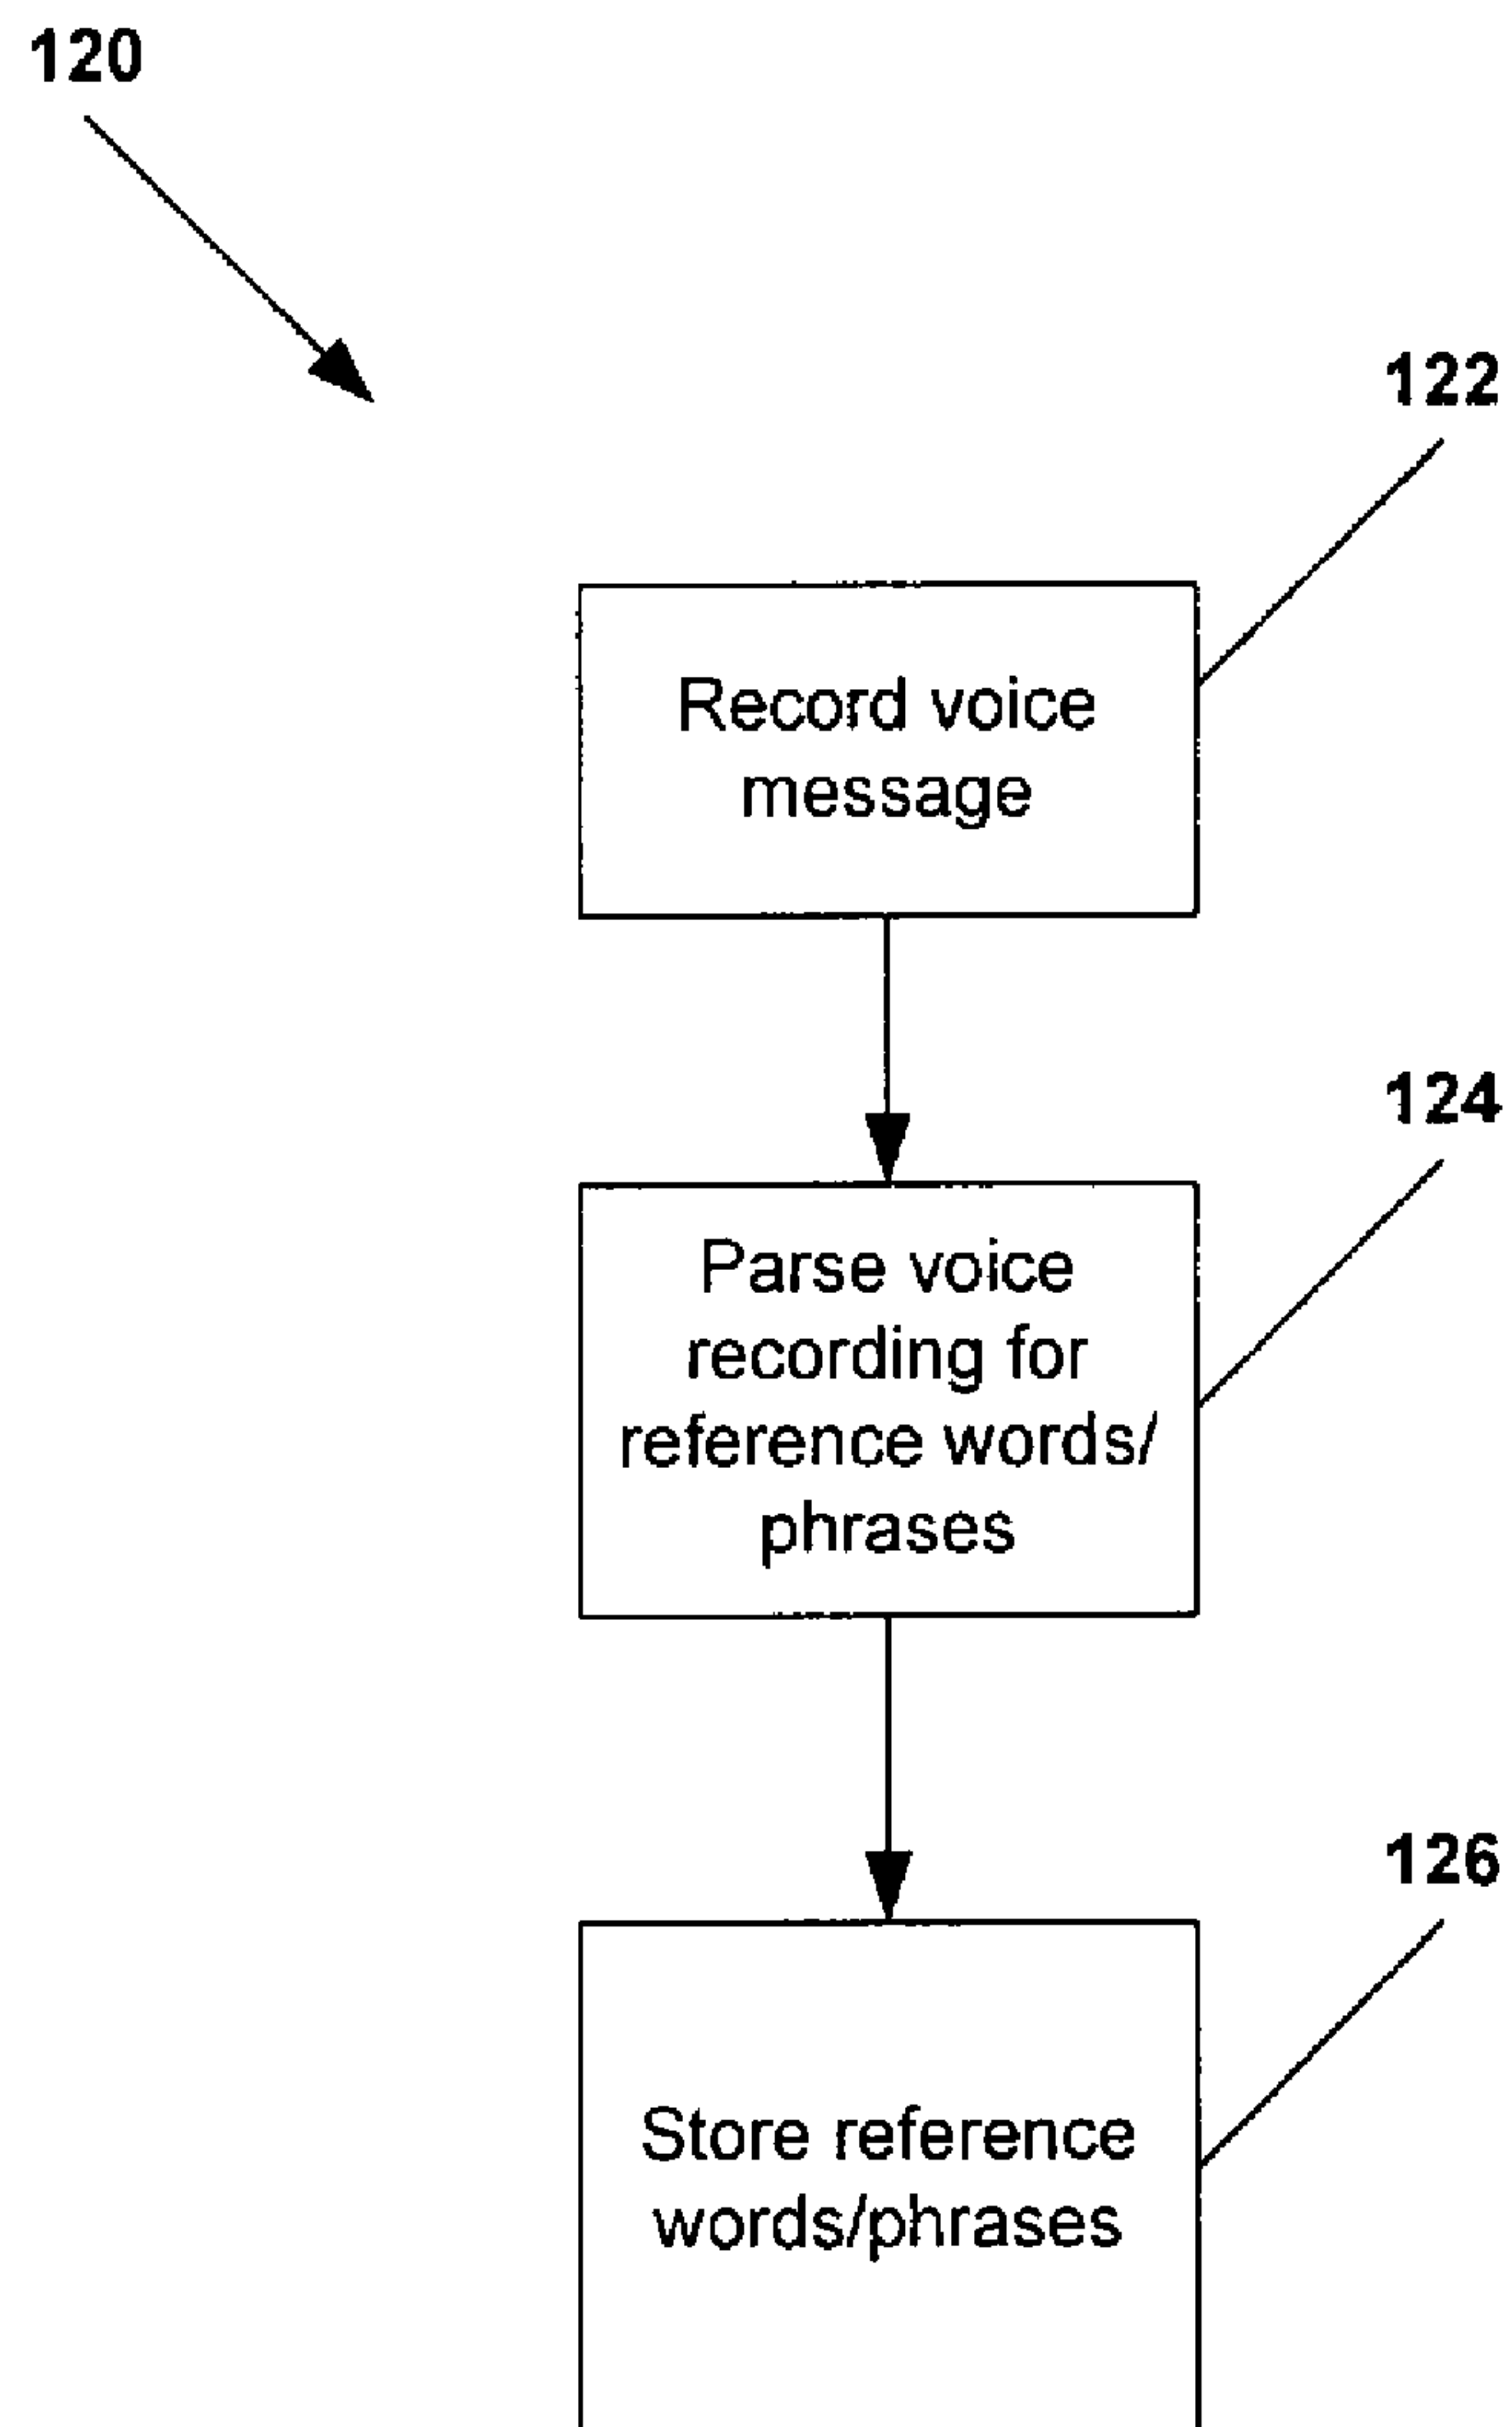 120
122
Record voice
message
124
Parse voice
recording for
reference words/
phrases
126
Store reference
words/phrases